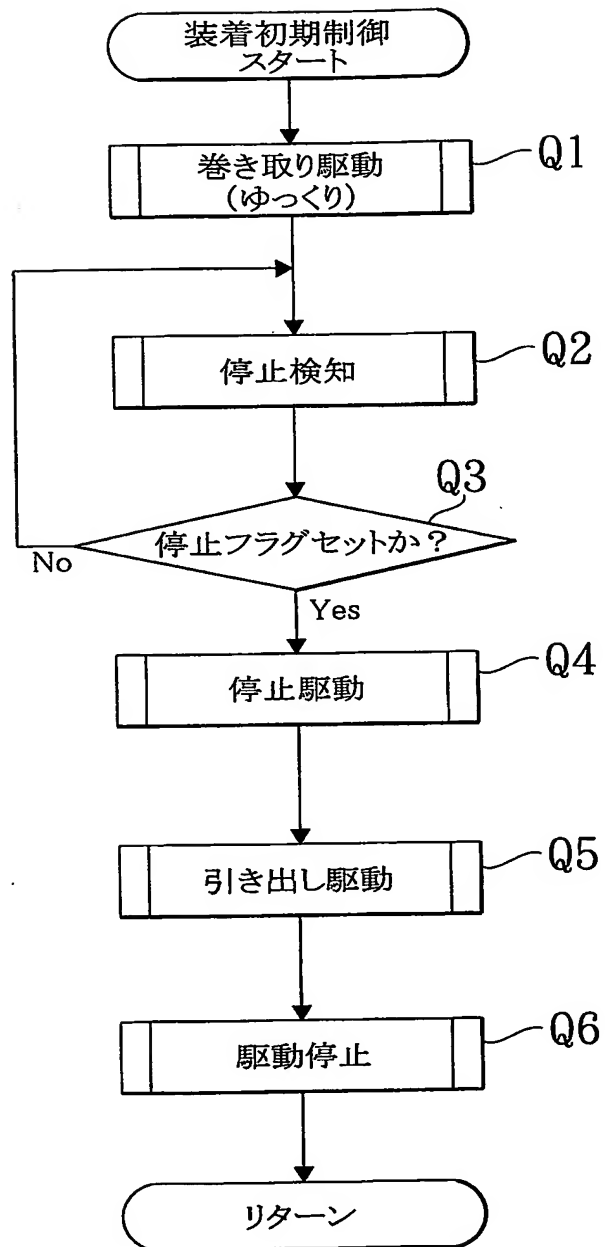 装着初期制御
スタート
巻き取り駆動
(ゆっくり)
Q1
停止検知
Q2
Q3
停止フラグセットか？
No
Yes
停止駆動
Q4
引き出し駆動
Q5
駆動停止
Q6
リターン